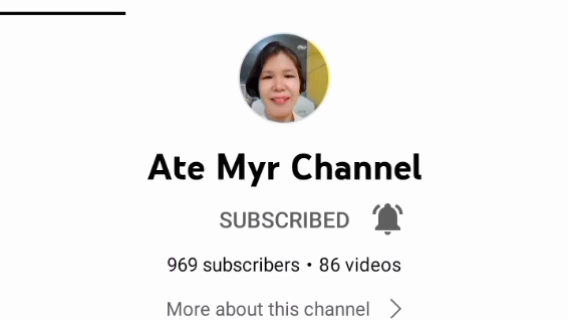 Ate Myr Channel
SUBSCRIBED
969 subscribers • 86 videos
More about this channel